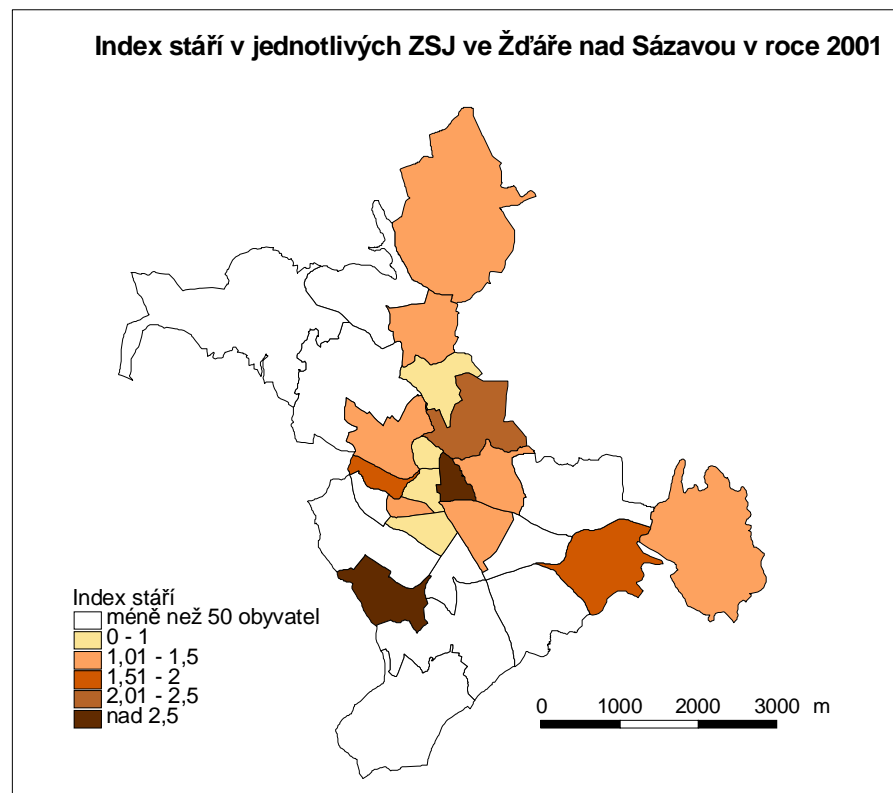 Index stáří v jednotlivých ZSJ ve Žďáře nad Sázavou v roce 2001
Index stáří
méně než 50 obyvatel
0 - 1
1,01 - 1,5
1,51 - 2
2,01 - 2,5
nad 2,5
0 1000 2000 3000 m